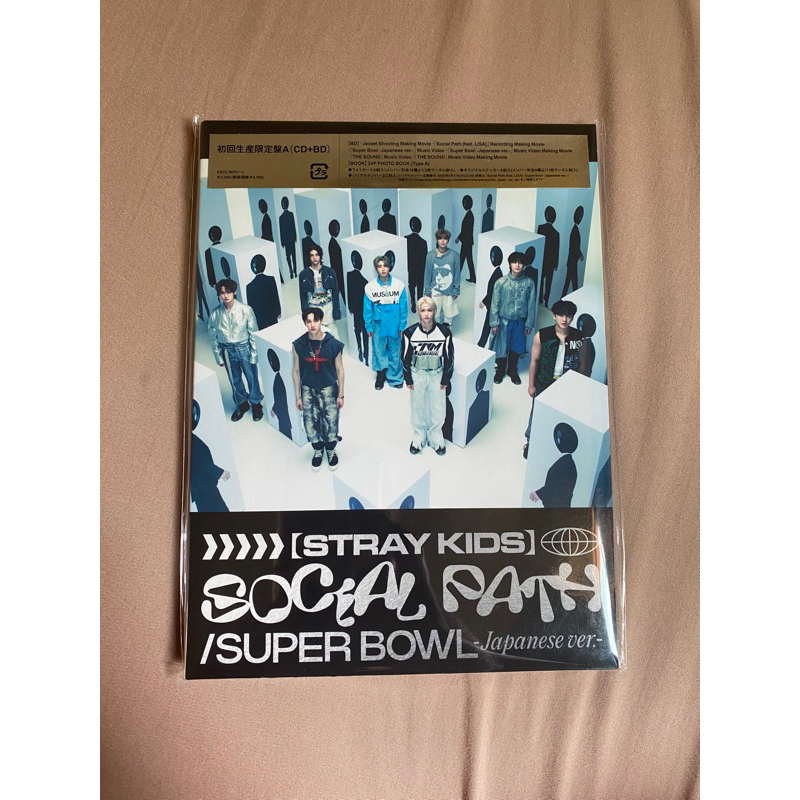 初回生産限定盤A(CD+BD)
【BD】・Jacket Shooting Making Movie ・「Social Path (feat. LiSA)」Recording Making Movie
・「Super Bowl -Japanese ver.-」Music Video ・「Super Bowl -Japanese ver.-」Music Video Making Movie
・「THE SOUND」Music Video ・「THE SOUND」Music Video Making Movie
【BOOK】24P PHOTO BOOK [Type A]
MUSEUM
【STRAY KIDS】
SOCIAL PATH
/SUPER BOWL -Japanese ver.-